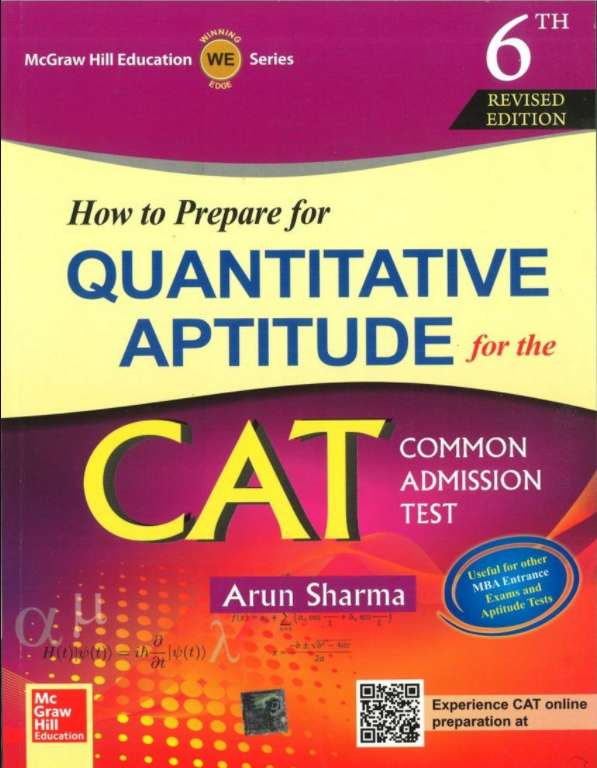 McGraw Hill Education
WINNING
WE
EDGE
Series
6TH
REVISED
EDITION
How to Prepare for
QUANTITATIVE
APTITUDE for the
CAT
COMMON
ADMISSION
TEST
Useful for other
MBA Entrance
Exams and
Aptitude Tests
Arun Sharma
α μ λ
H(t)|ψ(t)⟩ = iħ ∂/∂t |ψ(t)⟩
Mc
Graw
Hill
Education
Experience CAT online
preparation at